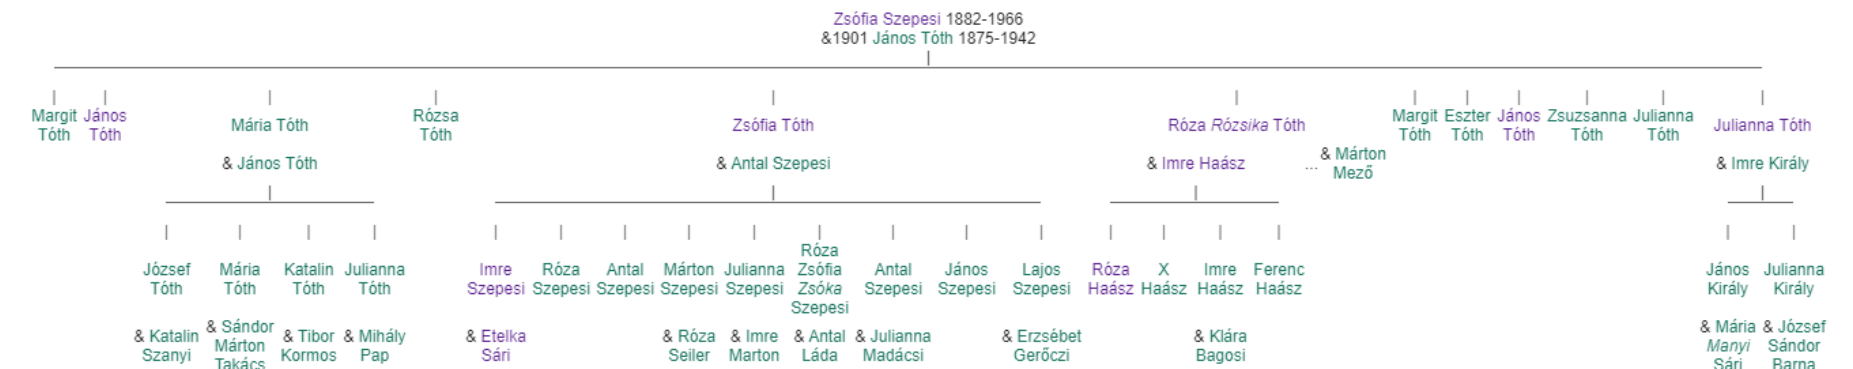 Zsófia Szepesi 1882-1966
&1901 János Tóth 1875-1942
Margit
Tóth
János
Tóth
Mária Tóth
& János Tóth
Rózsa
Tóth
Zsófia Tóth
& Antal Szepesi
Róza Rózsika Tóth
& Imre Haász
...
& Márton
Mező
Margit
Tóth
Eszter
Tóth
János
Tóth
Zsuzsanna
Tóth
Julianna
Tóth
Julianna Tóth
& Imre Király
József
Tóth
& Katalin
Szanyi
Mária
Tóth
& Sándor
Márton
Takács
Katalin
Tóth
& Tibor
Kormos
Julianna
Tóth
& Mihály
Pap
Imre
Szepesi
& Etelka
Sári
Róza
Szepesi
Antal
Szepesi
Márton
Szepesi
& Róza
Seiler
Julianna
Szepesi
& Imre
Marton
Róza
Zsófia
Zsóka
Szepesi
& Antal
Láda
Antal
Szepesi
& Julianna
Madácsi
János
Szepesi
Lajos
Szepesi
& Erzsébet
Gerőczi
Róza
Haász
X
Haász
Imre
Haász
& Klára
Bagosi
Ferenc
Haász
János
Király
& Mária
Manyi
Sári
Julianna
Király
& József
Sándor
Barna